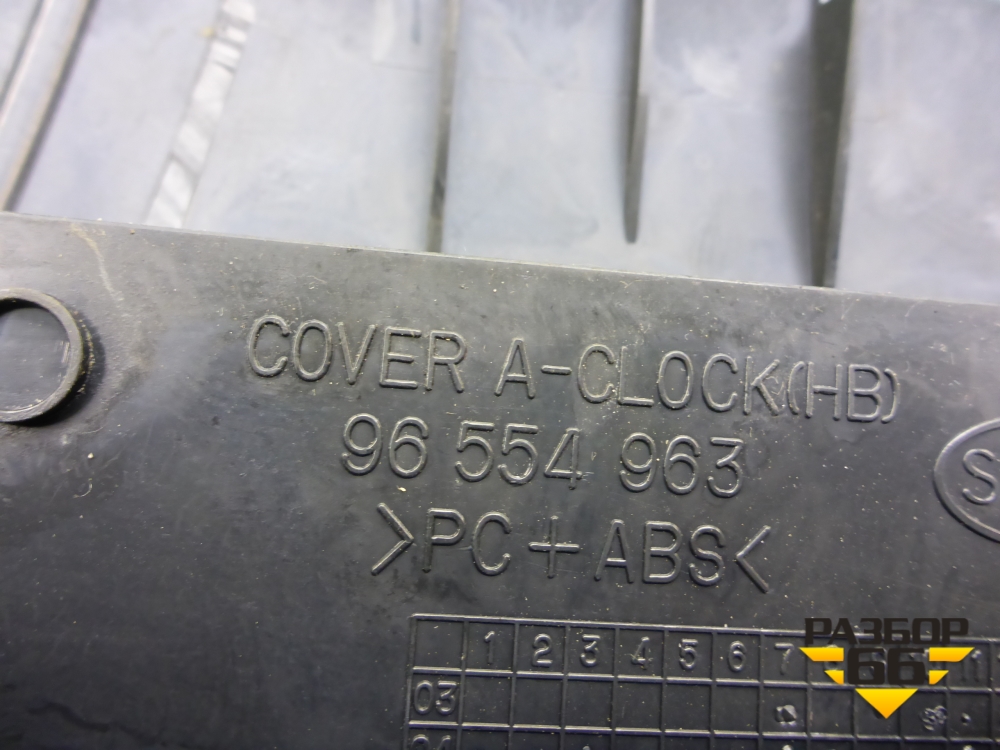 COVER A-CLOCK(HB)
96 554 963
>PC+ABS<
S
1 2 3 4 5 6 7
03
РАЗБОР
66